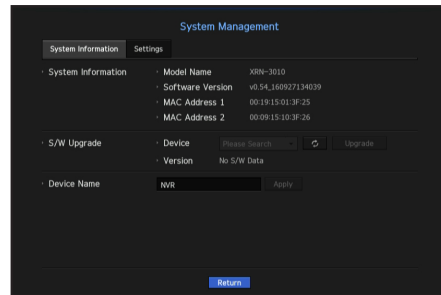 System Management
System Information Settings
· System Information · Model Name XRN-3010
· Software Version v0.54_160927134039
· MAC Address 1 00:19:15:01:3F:25
· MAC Address 2 00:09:15:10:3F:26
· S/W Upgrade · Device Please Search Upgrade
· Version No S/W Data
· Device Name NVR Apply
Return